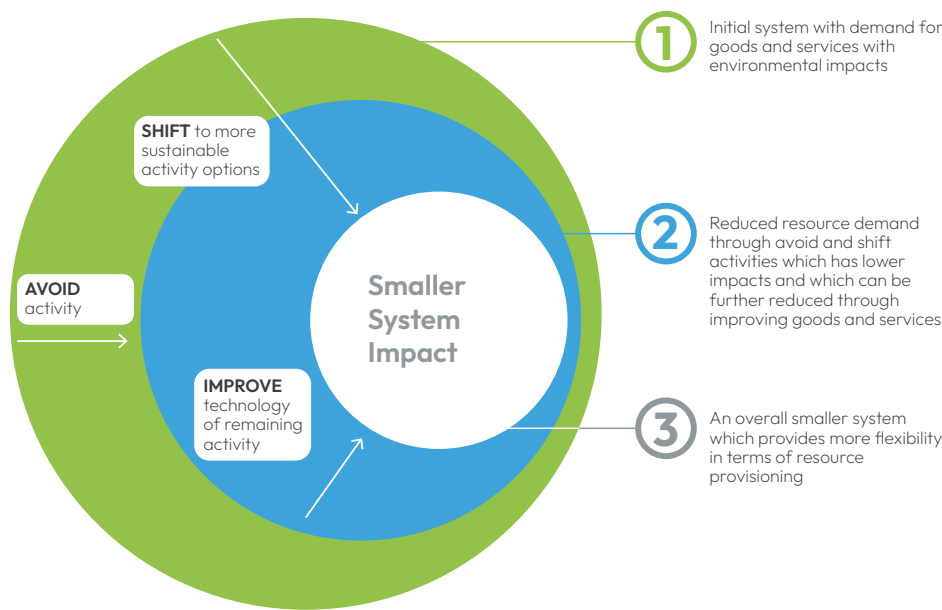 SHIFT to more
sustainable
activity options
AVOID
activity
IMPROVE
technology
of remaining
activity
Smaller
System
Impact
1
Initial system with demand for
goods and services with
environmental impacts
2
Reduced resource demand
through avoid and shift
activities which has lower
impacts and which can be
further reduced through
improving goods and services
3
An overall smaller system
which provides more flexibility
in terms of resource
provisioning